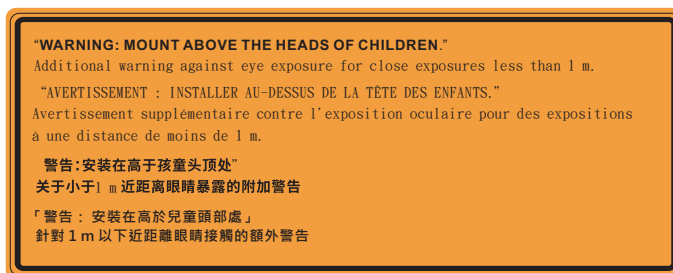 “WARNING: MOUNT ABOVE THE HEADS OF CHILDREN.”
Additional warning against eye exposure for close exposures less than 1 m.
“AVERTISSEMENT : INSTALLER AU-DESSUS DE LA TÊTE DES ENFANTS.”
Avertissement supplémentaire contre l'exposition oculaire pour des expositions
à une distance de moins de 1 m.
警告:安装在高于孩童头顶处”
关于小于1 m 近距离眼睛暴露的附加警告
「警告 : 安裝在高於兒童頭部處」
針對 1 m 以下近距離眼睛接觸的額外警告